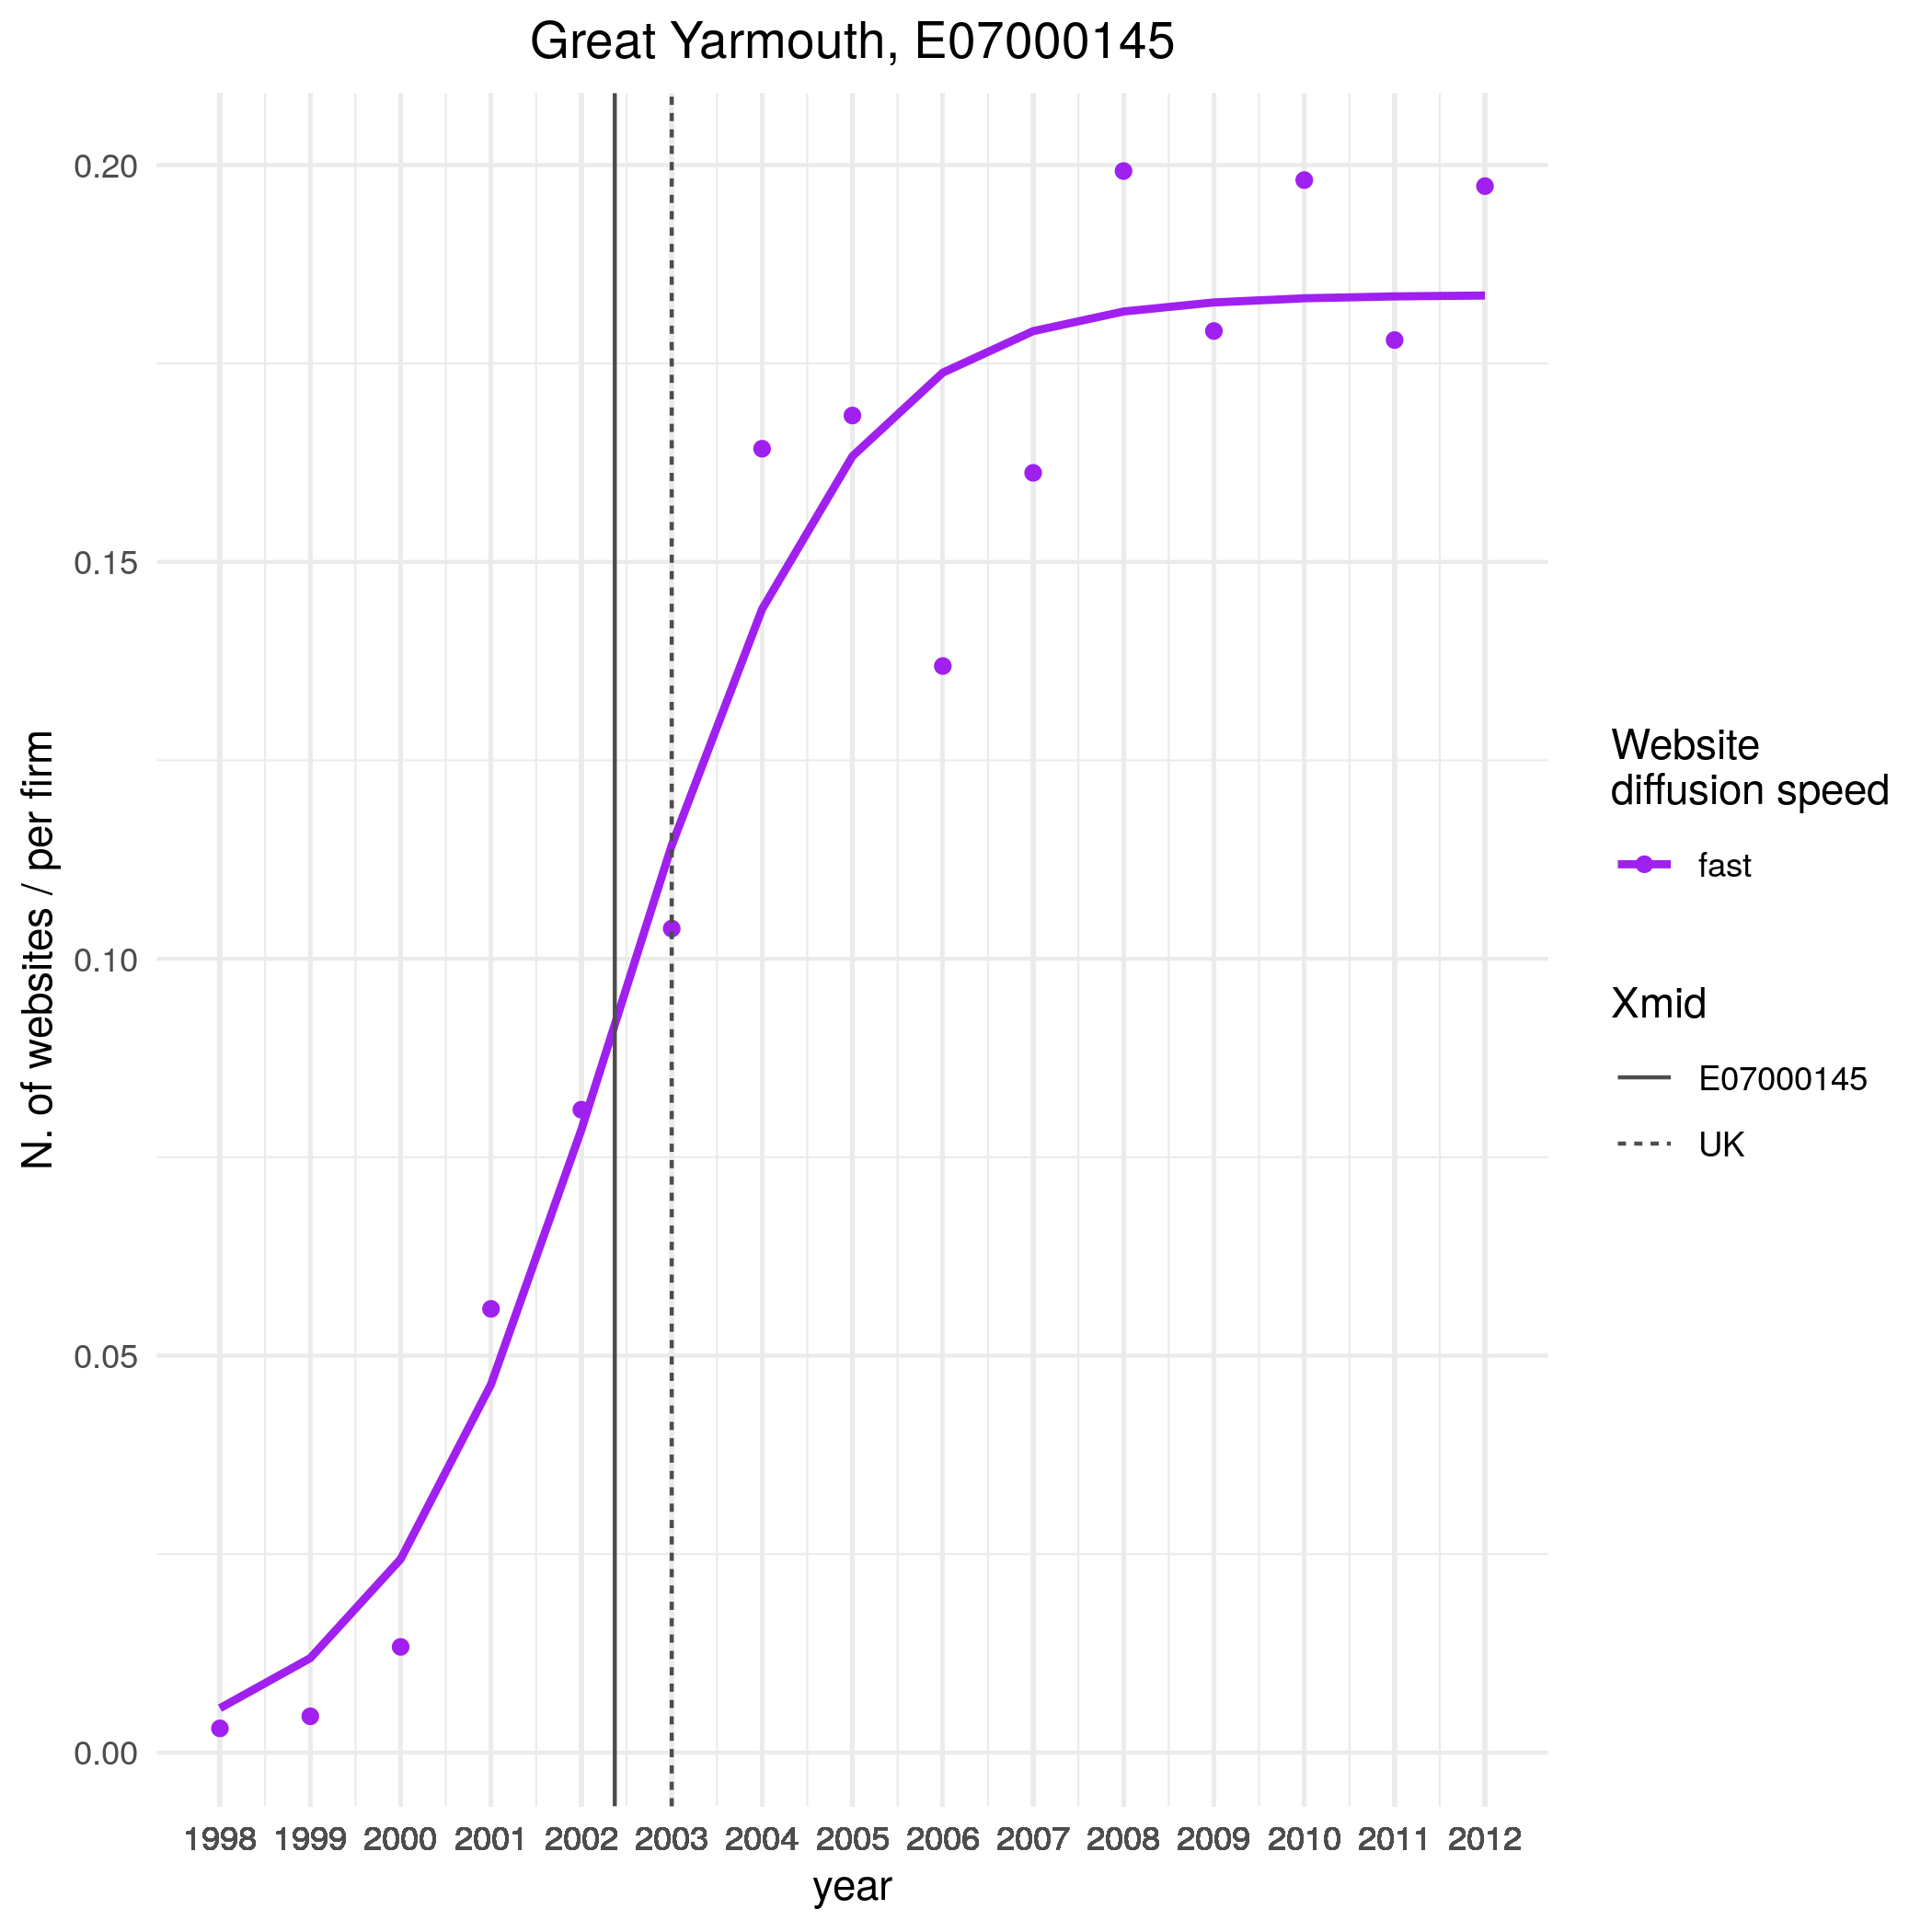 Great Yarmouth, E07000145
N. of websites / per firm
0.20
0.15
0.10
0.05
0.00
1998 1999 2000 2001 2002 2003 2004 2005 2006 2007 2008 2009 2010 2011 2012
year
Website
diffusion speed
fast
Xmid
E07000145
UK